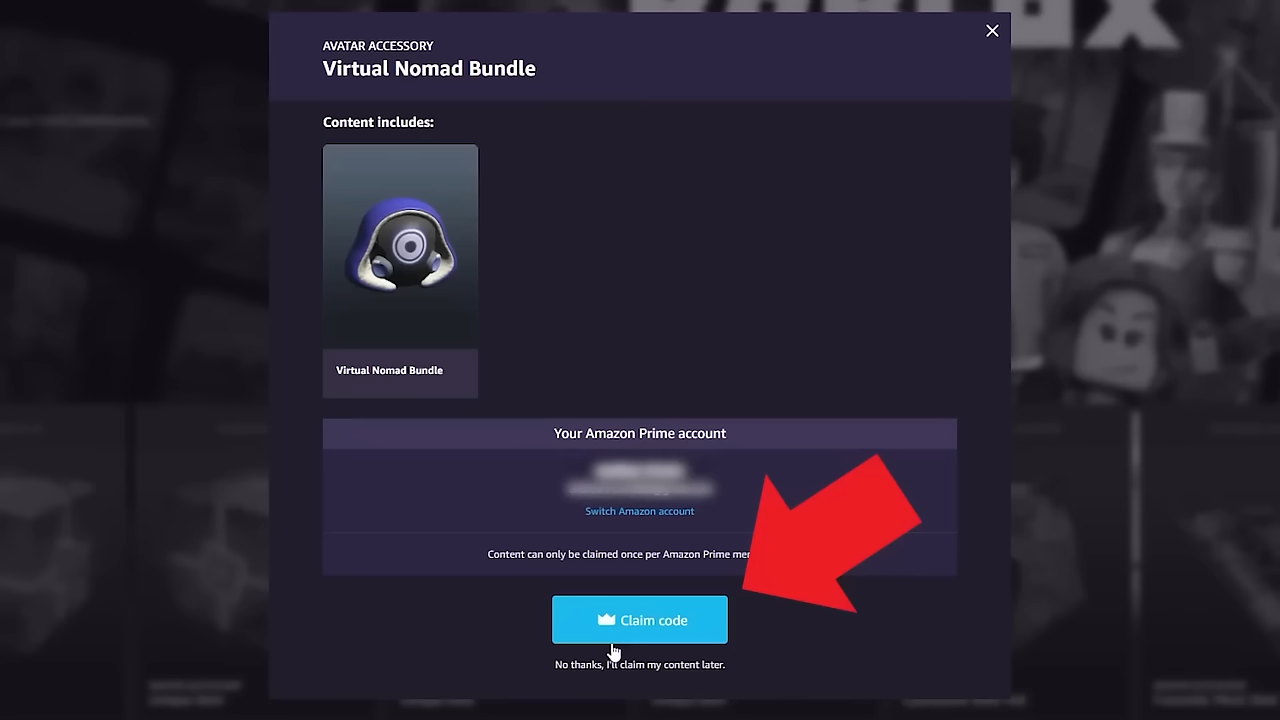 AVATAR ACCESSORY
Virtual Nomad Bundle
Content includes:
Virtual Nomad Bundle
Your Amazon Prime account
Switch Amazon account
Content can only be claimed once per Amazon Prime
Claim code
No thanks, I'll claim my content later.